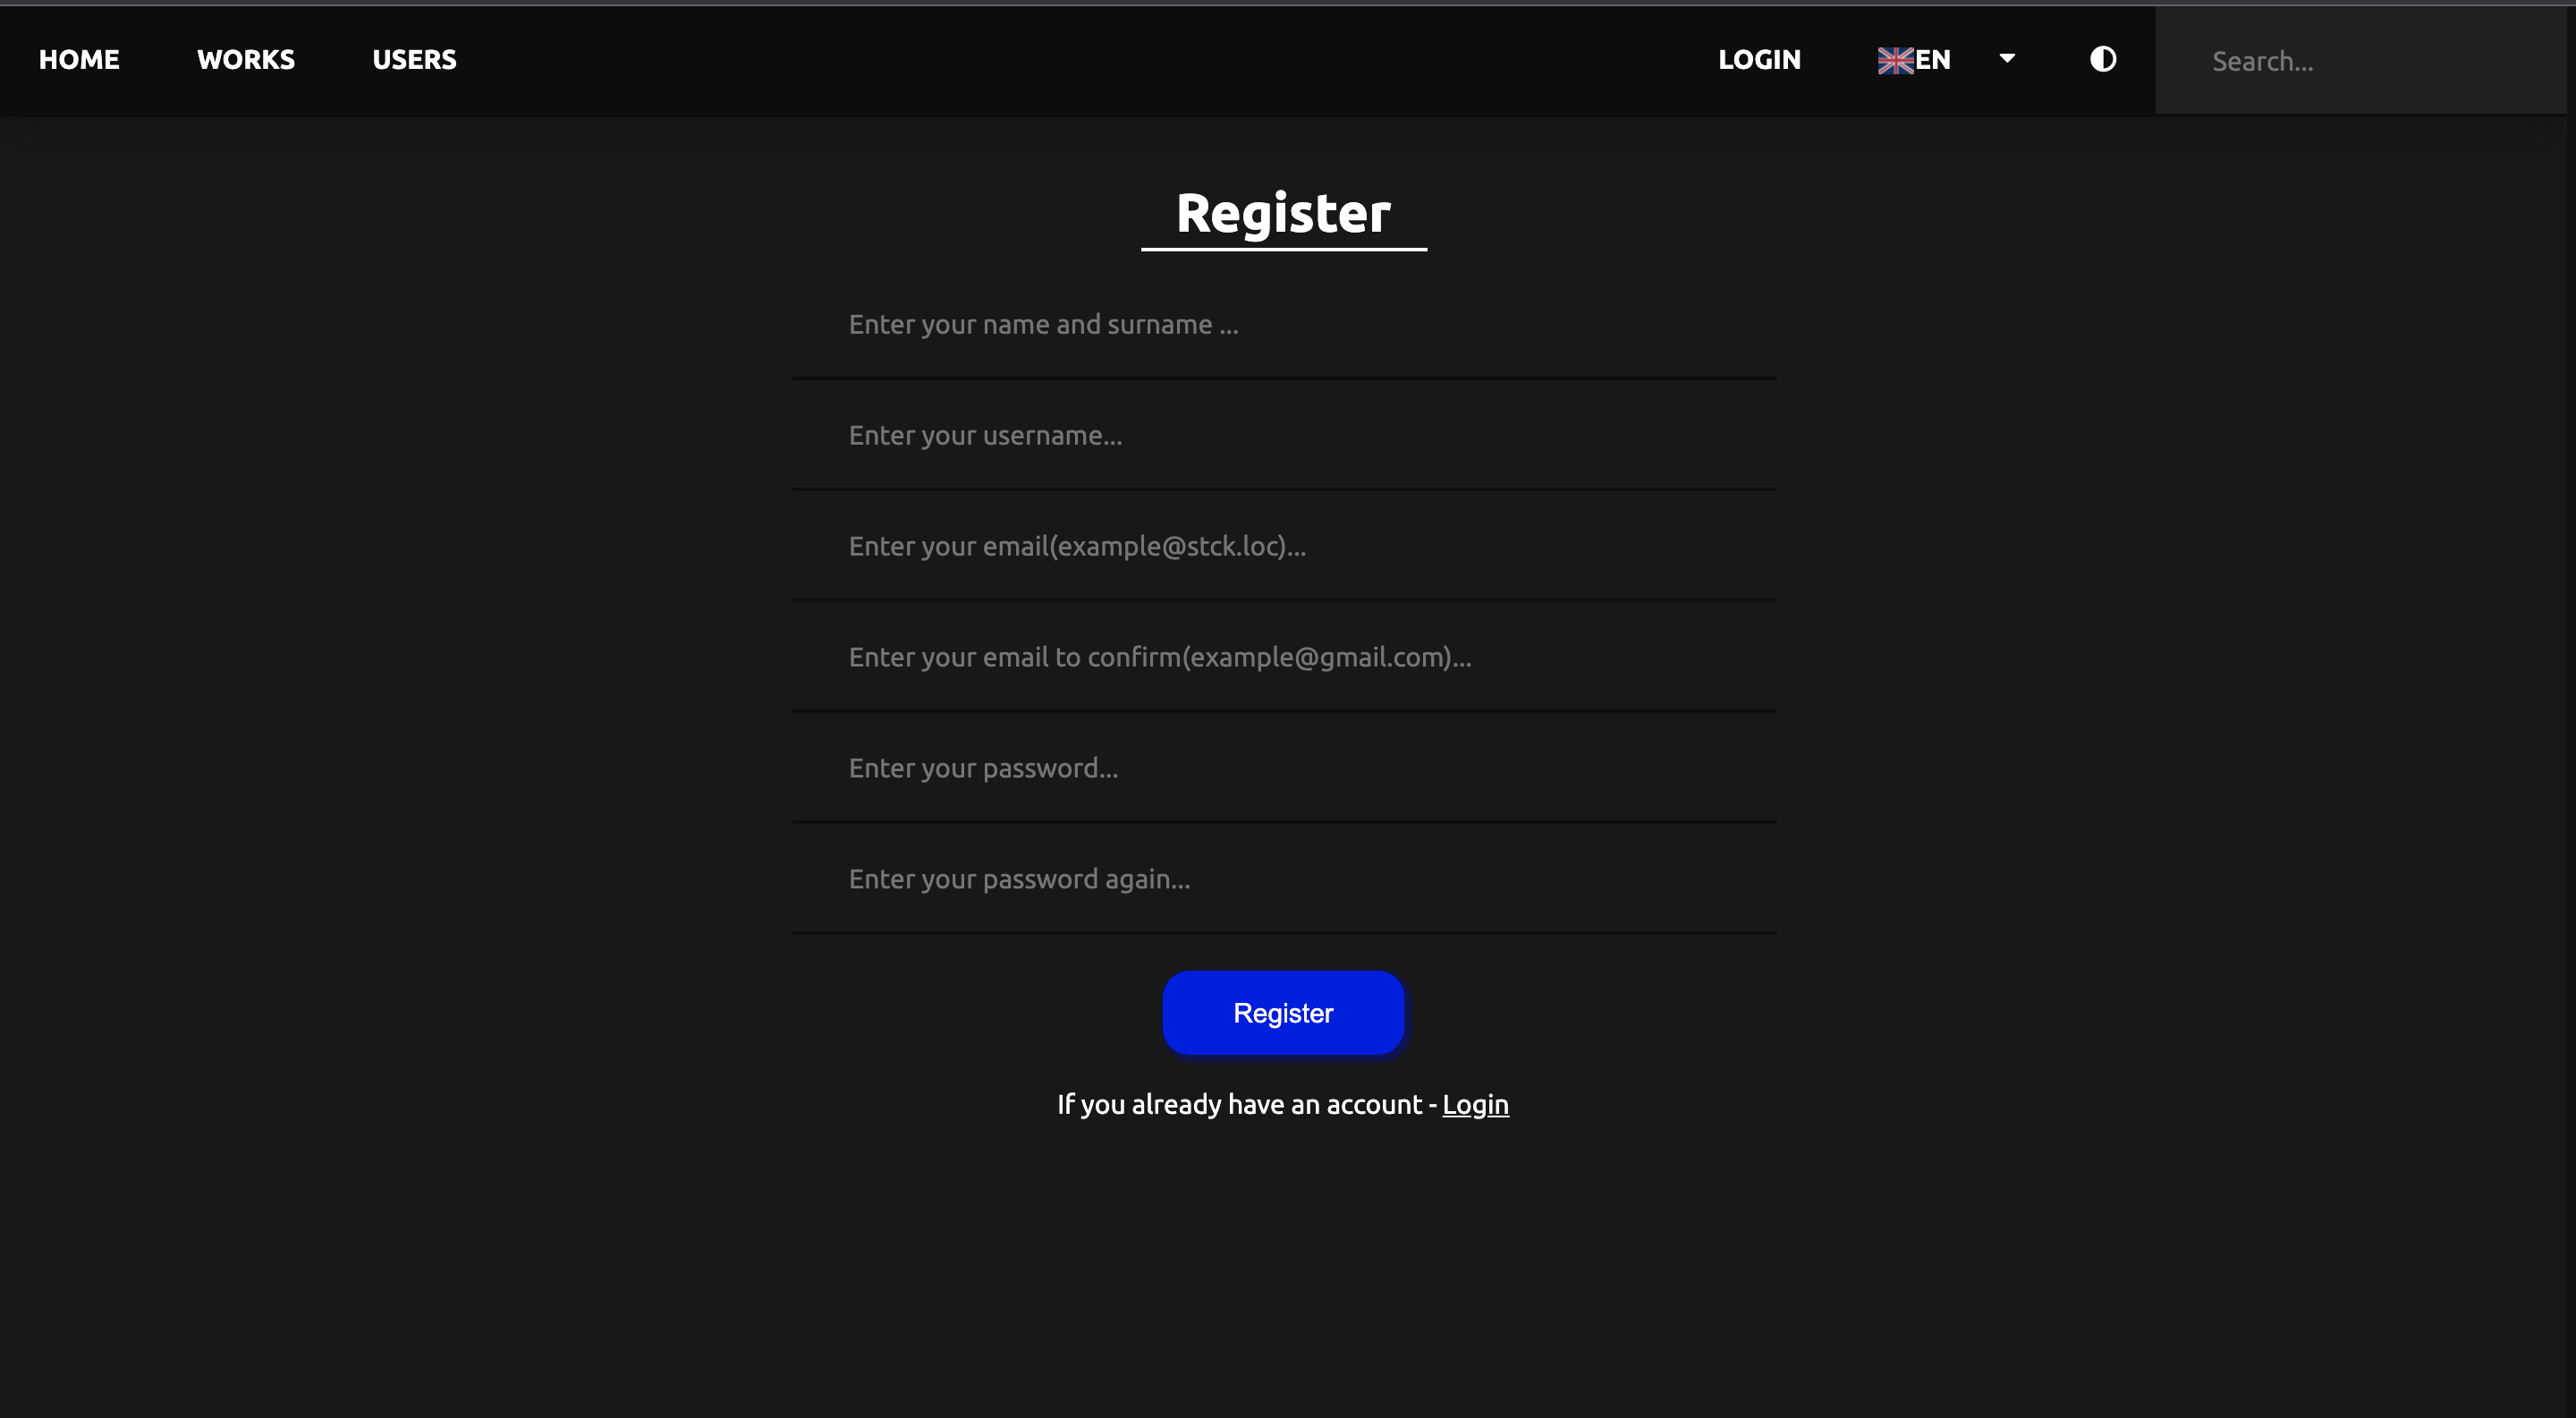 HOME WORKS USERS LOGIN EN Search...
Register
Enter your name and surname ...
Enter your username...
Enter your email(example@stck.loc)...
Enter your email to confirm(example@gmail.com)...
Enter your password...
Enter your password again...
Register
If you already have an account - Login